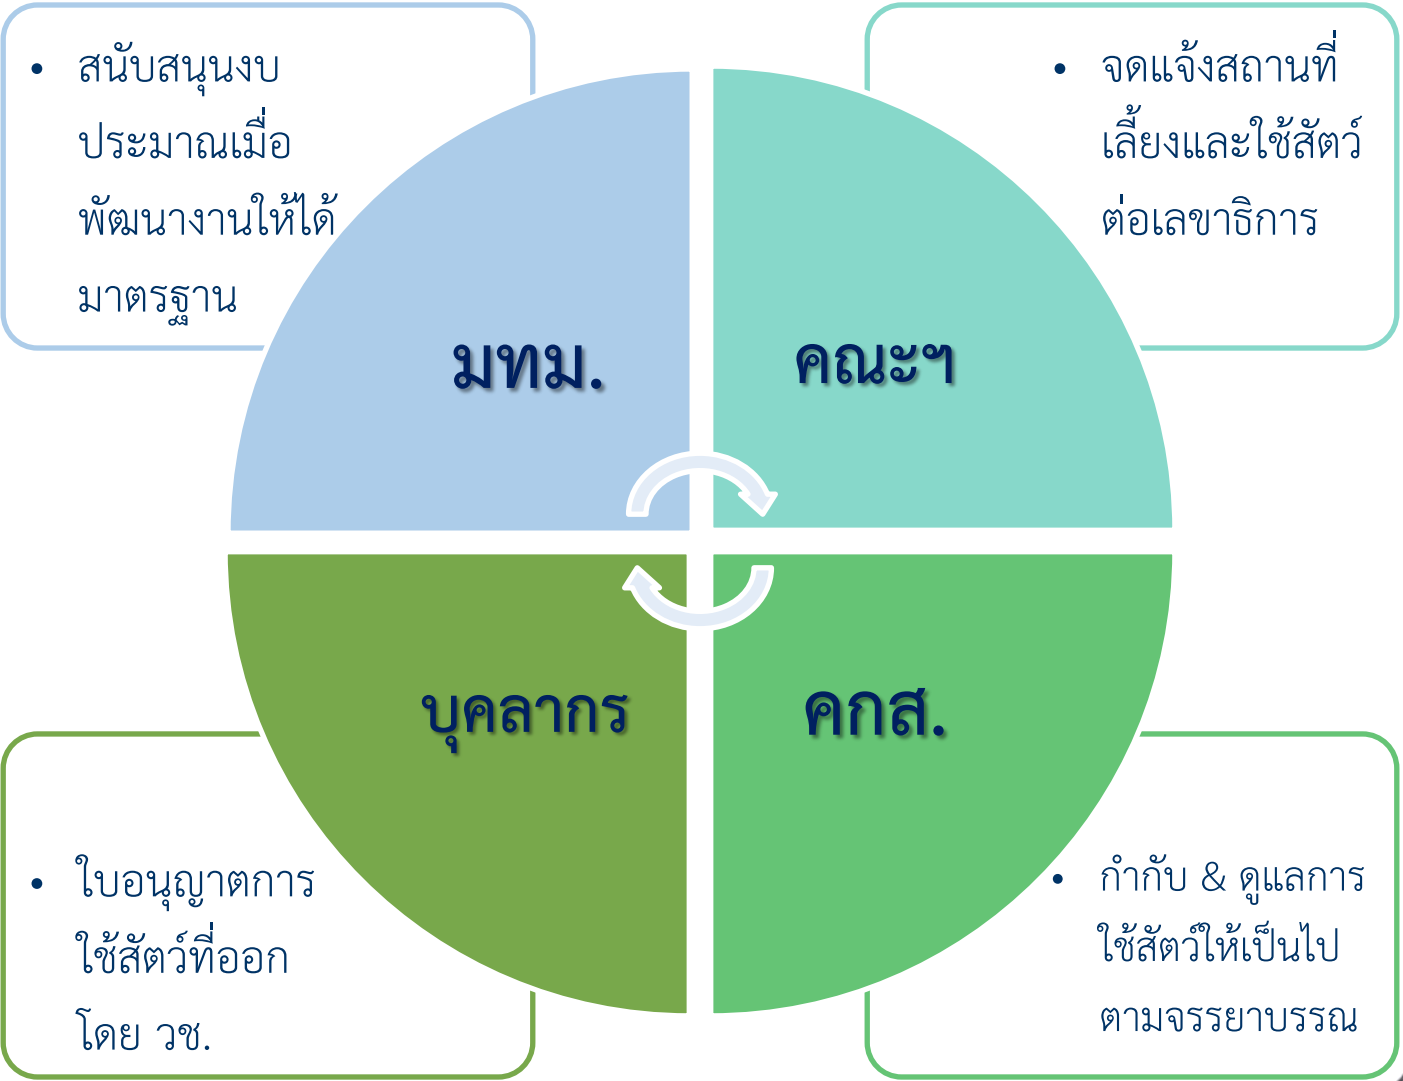 • สนับสนุนงบ
ประมาณเมื่อ
พัฒนางานให้ได้
มาตรฐาน
• จดแจ้งสถานที่
เลี้ยงและใช้สัตว์
ต่อเลขาธิการ
มทม.
คณะฯ
บุคลากร
คกส.
• ใบอนุญาตการ
ใช้สัตว์ที่ออก
โดย วช.
• กำกับ & ดูแลการ
ใช้สัตว์ให้เป็นไป
ตามจรรยาบรรณ